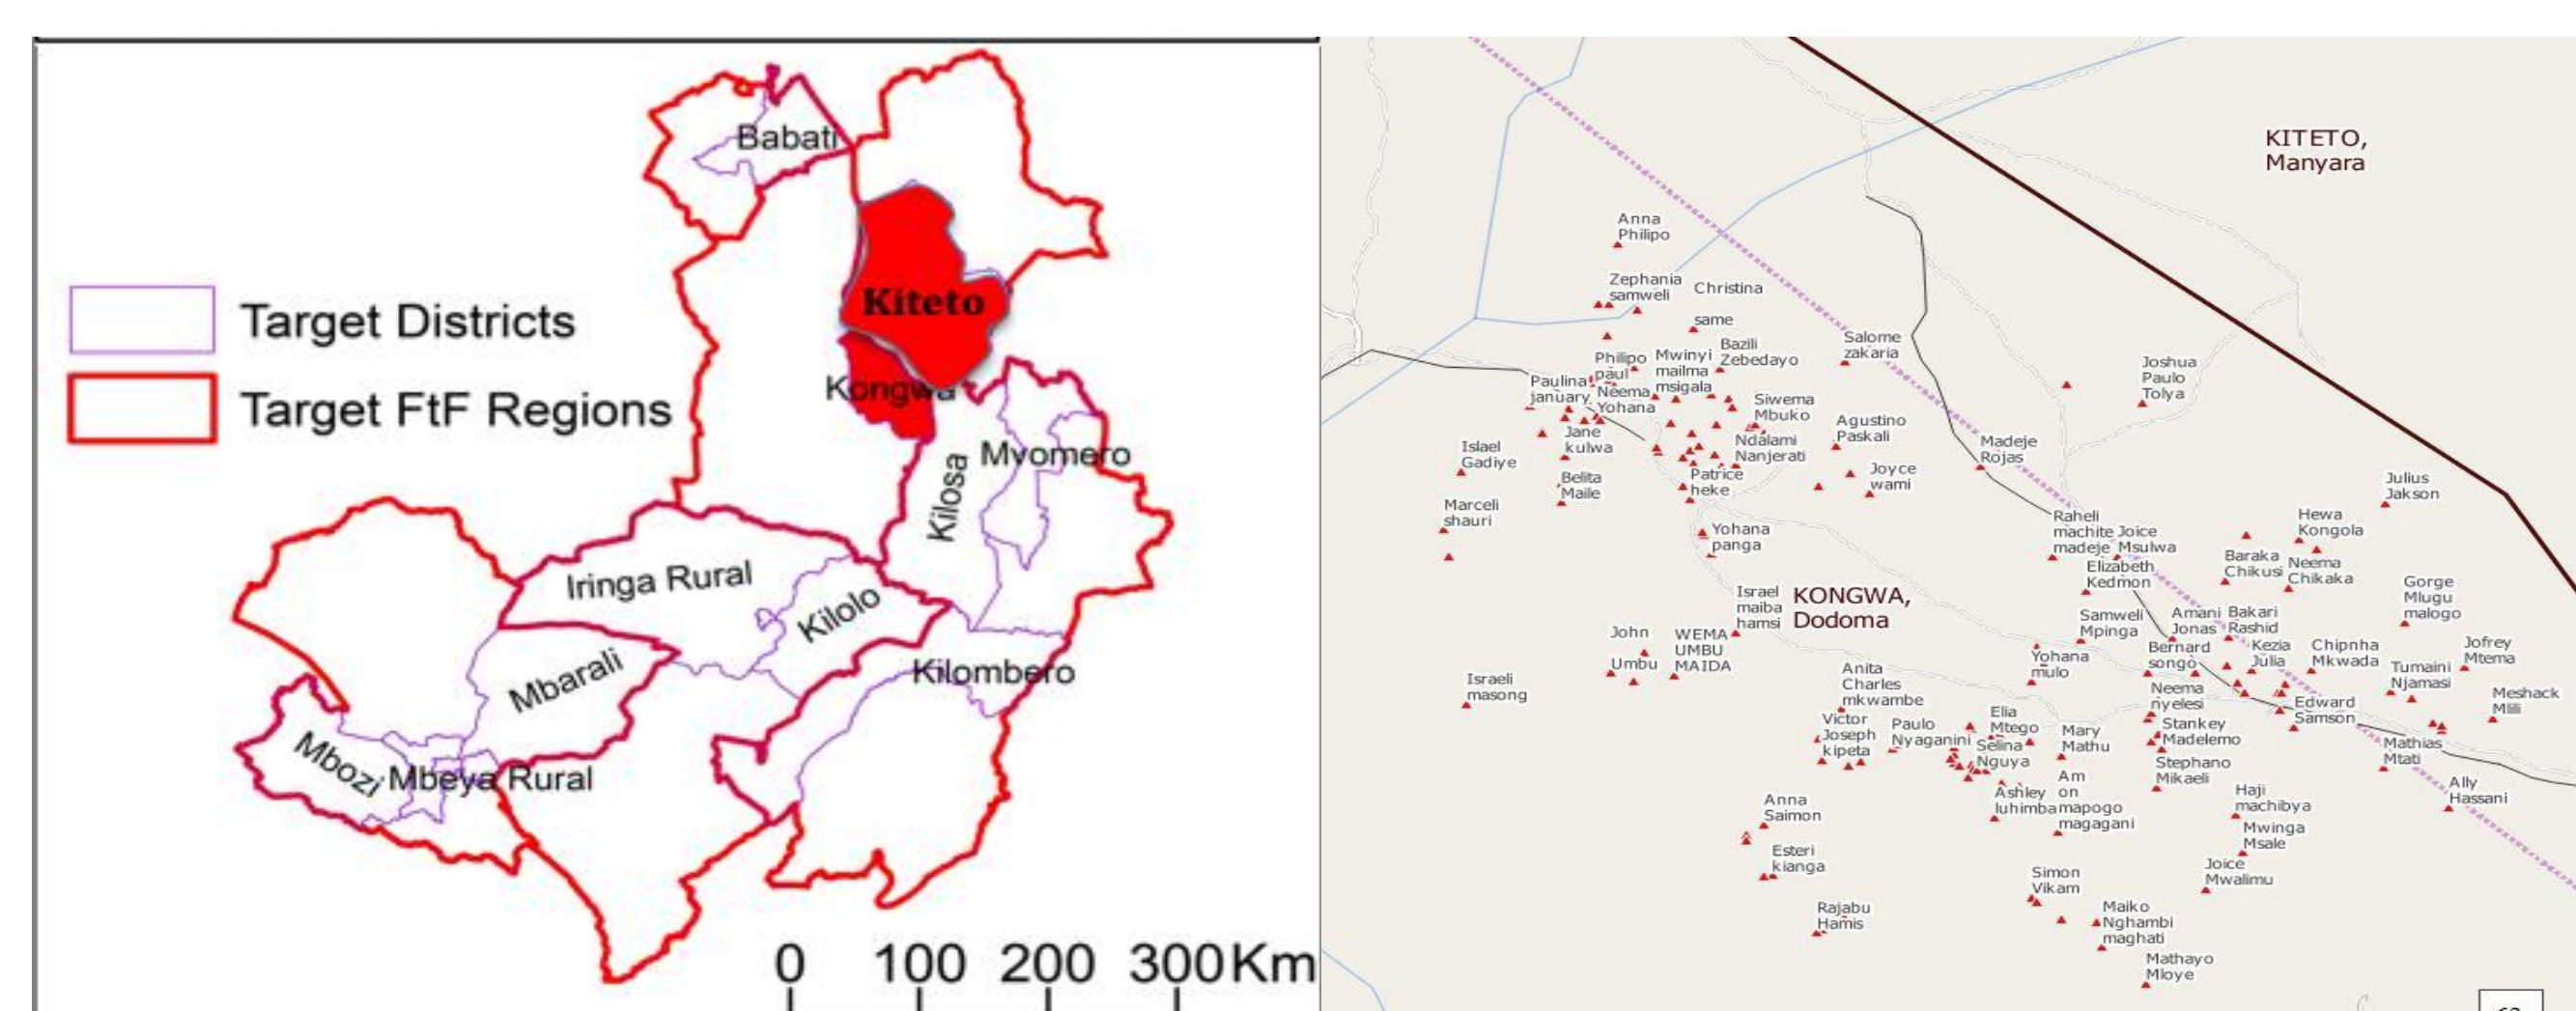 Babati
Kiteto
Target Districts
Target FtF Regions
Kongwa
Mvomero
Kilosa
Iringa Rural
Kilolo
Mbarali
Kilombero
Mbozi
Mbeya Rural
0 100 200 300Km
KITETO,
Manyara
Anna
Philipo
Zephania
samweli
Christina
same
Bazili
Zebedayo
Salome
zakaria
Philipo
paul
Mwinyi
mailma
msigala
Joshua
Paulo
Tolya
Paulina
january
Neema
Yohana
Siwema
Mbuko
Agustino
Paskali
Jane
kulwa
Ndalami
Nanjerati
Madeje
Rojas
Islael
Gadiye
Joyce
wami
Belita
Maile
Patrice
heke
Julius
Jakson
Marceli
shauri
Raheli
machite
madeje
Joice
Msulwa
Hewa
Kongola
Yohana
panga
Baraka
Chikusi
Neema
Chikaka
Elizabeth
Kedmon
Gorge
Mlugu
malogo
Israel
maiba
hamsi
KONGWA,
Dodoma
Samweli
Mpinga
Amani
Jonas
Bakari
Rashid
John
Umbu
WEMA
UMBU
MAIDA
Yohana
mulo
Bernard
songo
Kezia
Julia
Chipnha
Mkwada
Jofrey
Mtema
Tumaini
Njamasi
Israeli
masong
Anita
Charles
mkwambe
Neema
nyelesi
Edward
Samson
Meshack
Mlili
Victor
Joseph
kipeta
Paulo
Nyaganini
Elia
Mtego
Selina
Nguya
Mary
Mathu
Stankey
Madelemo
Mathias
Mtati
Stephano
Mikaeli
Am
on
mapogo
magagani
Ashley
luhimba
Haji
machibya
Ally
Hassani
Anna
Saimon
Mwinga
Msale
Esteri
kianga
Joice
Mwalimu
Simon
Vikam
Rajabu
Hamis
Maiko
Nghambi
maghati
Mathayo
Mloye